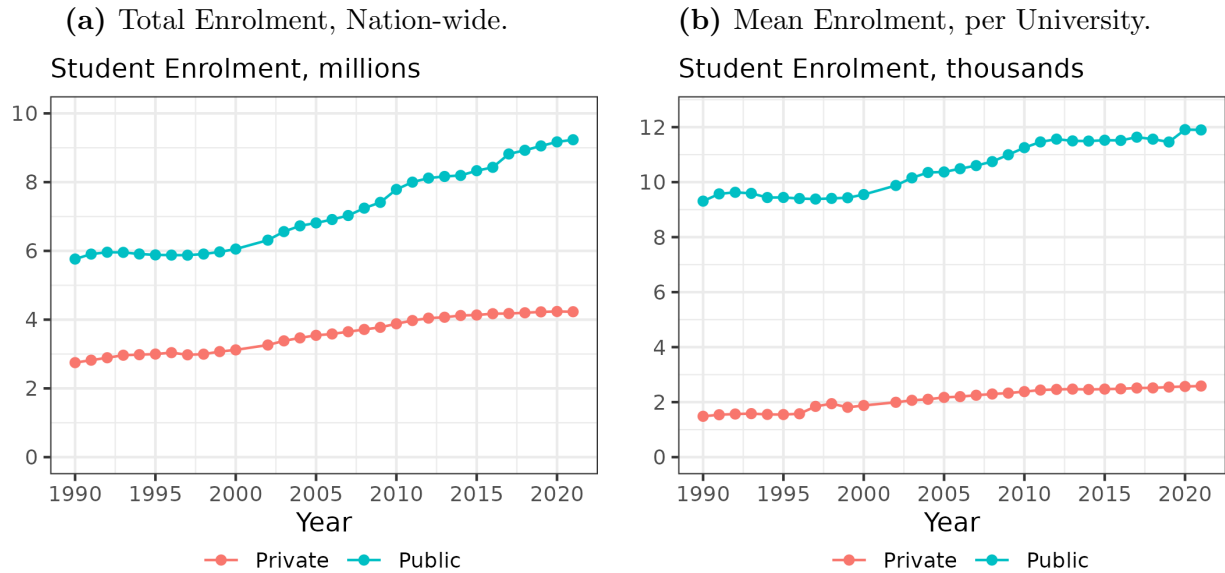 (a) Total Enrolment, Nation-wide.
Student Enrolment, millions
10
8
6
4
2
0
1990 1995 2000 2005 2010 2015 2020
Year
Private Public
(b) Mean Enrolment, per University.
Student Enrolment, thousands
12
10
8
6
4
2
0
1990 1995 2000 2005 2010 2015 2020
Year
Private Public